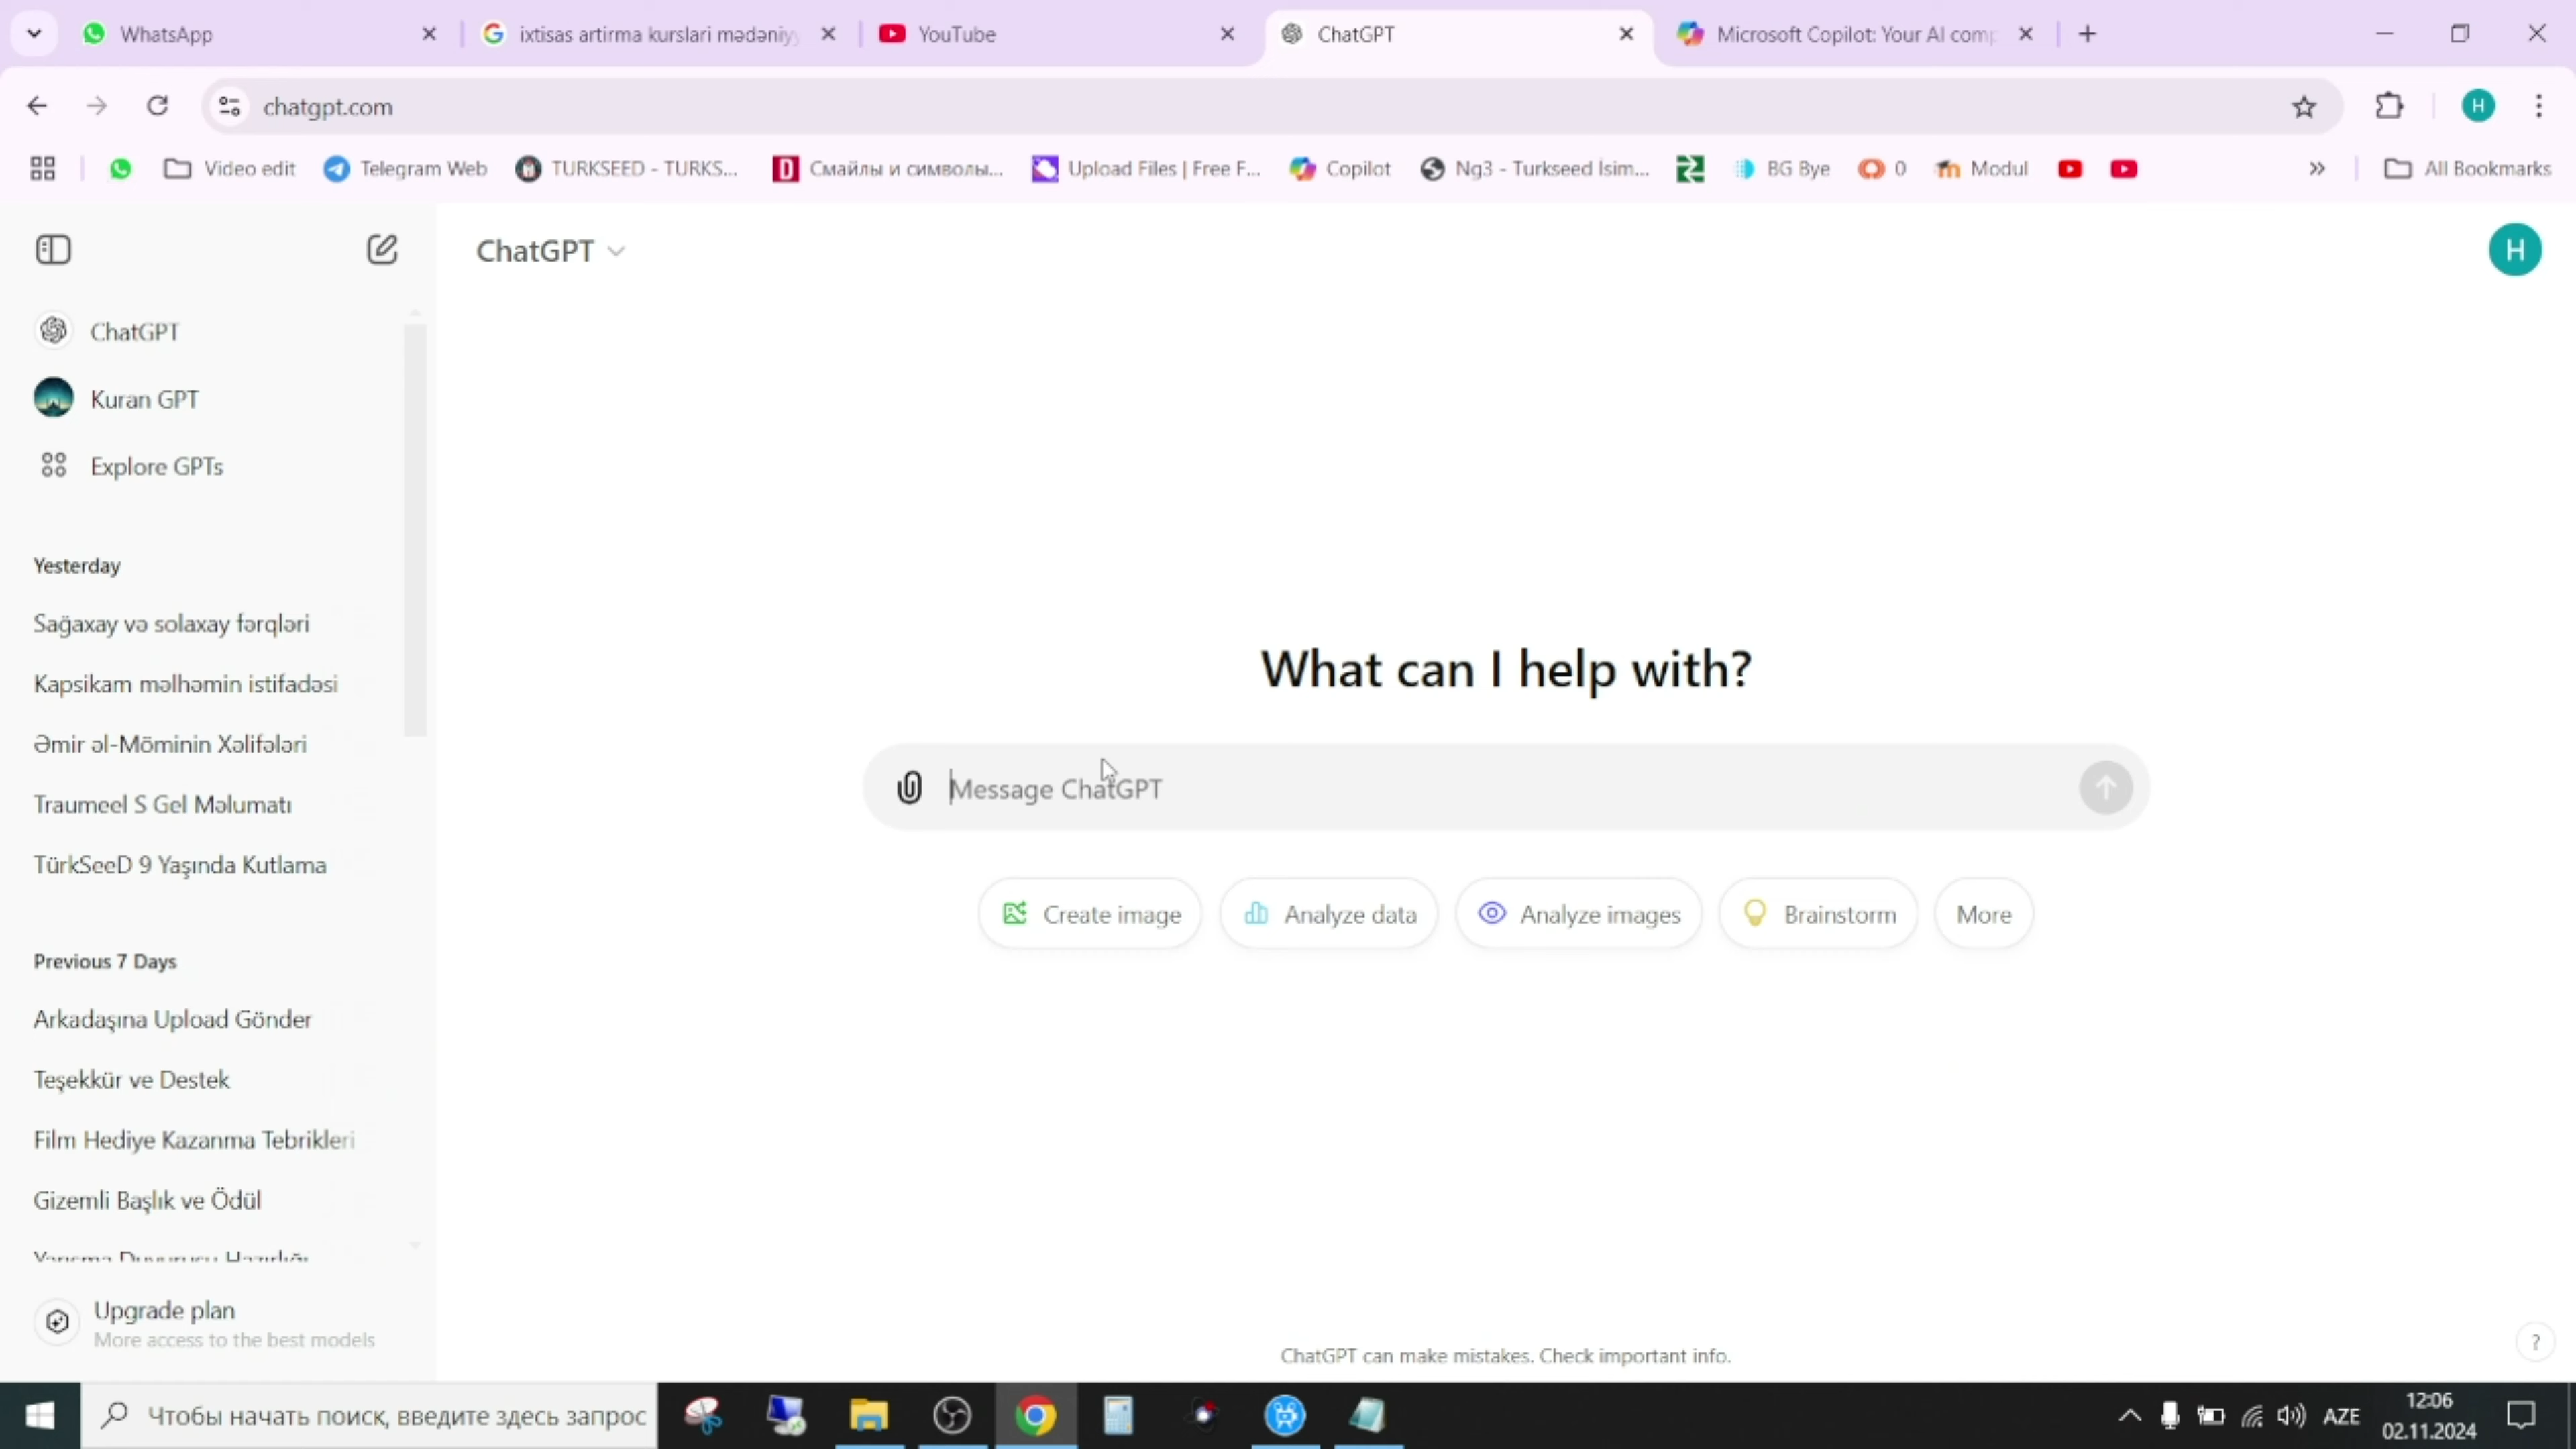 WhatsApp
ixtisas artirma kurslari mədəniyy
YouTube
ChatGPT
Microsoft Copilot: Your AI comp
chatgpt.com
H
Video edit
Telegram Web
TURKSEED - TURKS...
Смайлы и символы...
Upload Files | Free F...
Copilot
Ng3 - Turkseed İsim...
BG Bye
0
Modul
All Bookmarks
ChatGPT
H
ChatGPT
Kuran GPT
Explore GPTs
Yesterday
Sağaxay və solaxay fərqləri
Kapsikam məlhəmin istifadəsi
Əmir əl-Möminin Xəlifələri
Traumeel S Gel Məlumatı
TürkSeeD 9 Yaşında Kutlama
Previous 7 Days
Arkadaşına Upload Gönder
Teşekkür ve Destek
Film Hediye Kazanma Tebrikleri
Gizemli Başlık ve Ödül
Upgrade plan
More access to the best models
What can I help with?
Message ChatGPT
Create image
Analyze data
Analyze images
Brainstorm
More
ChatGPT can make mistakes. Check important info.
?
Чтобы начать поиск, введите здесь запрос
AZE
12:06
02.11.2024